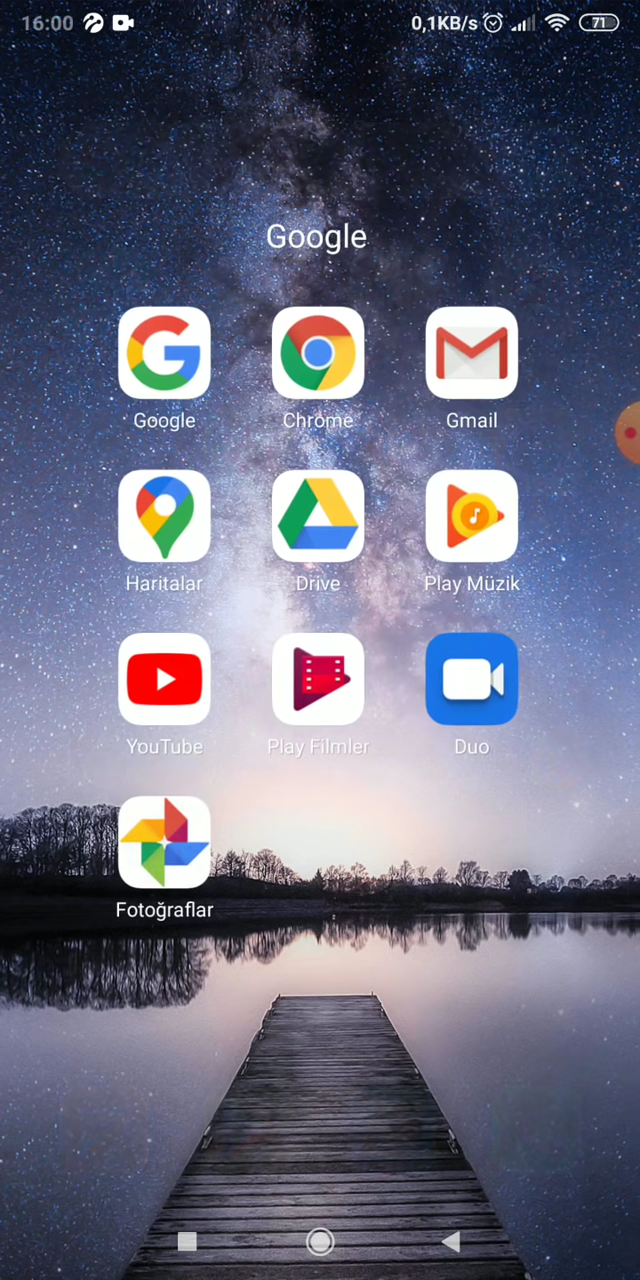 16:00
0,1KB/s
71
Google
Google
Chrome
Gmail
Haritalar
Drive
Play Müzik
YouTube
Play Filmler
Duo
Fotoğraflar